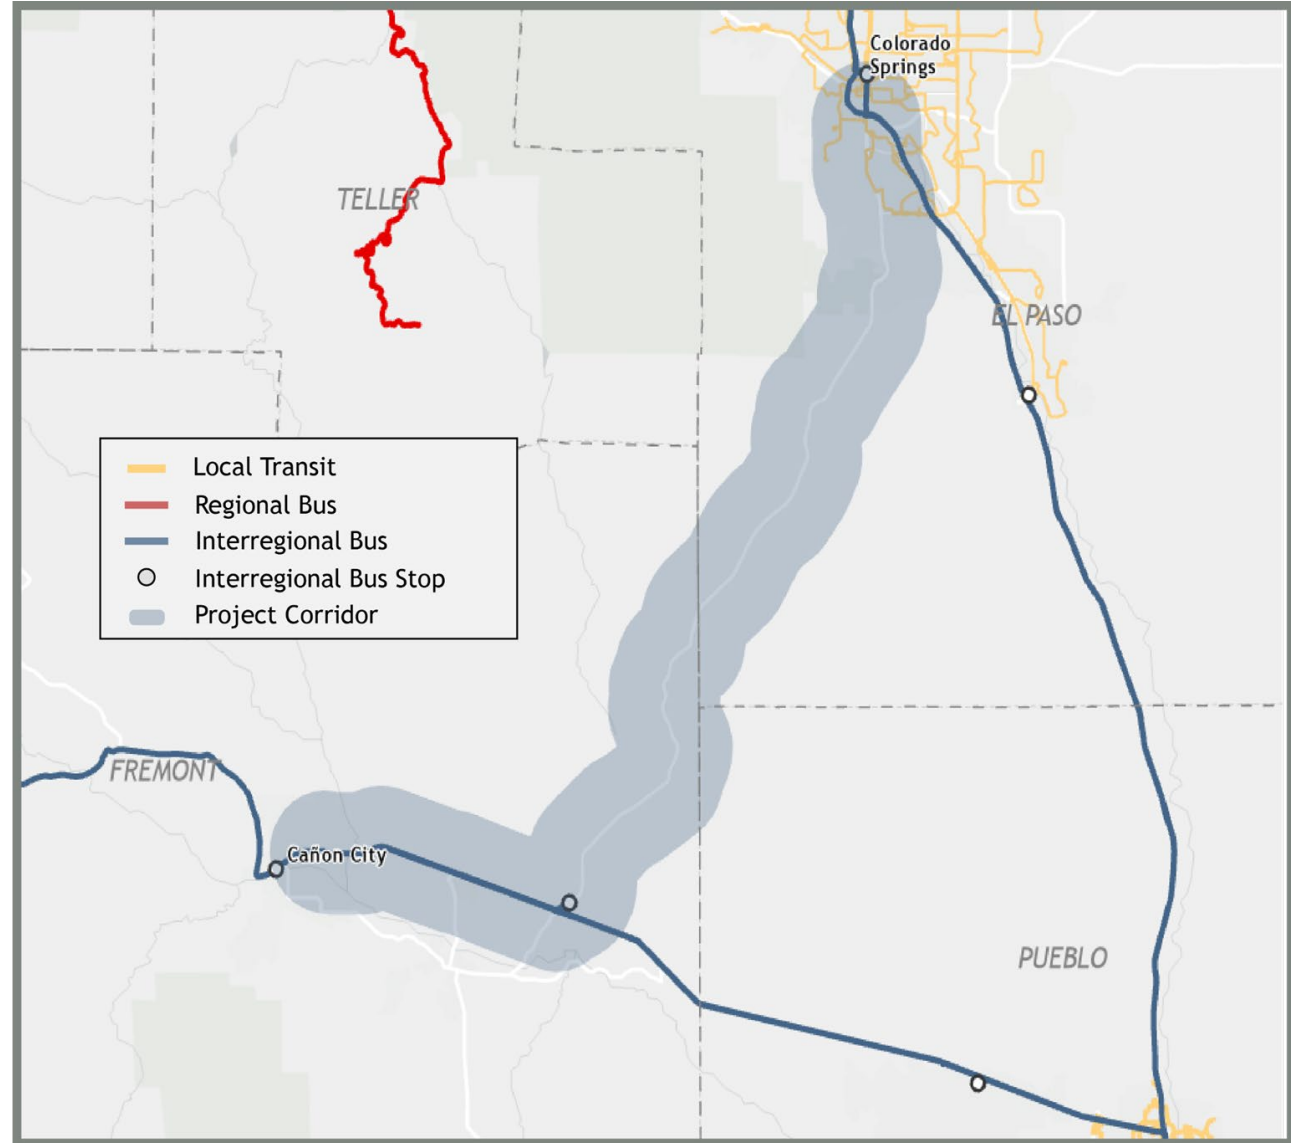 Colorado
Springs
TELLER
EL PASO
Local Transit
Regional Bus
Interregional Bus
Interregional Bus Stop
Project Corridor
FREMONT
Cañon City
PUEBLO